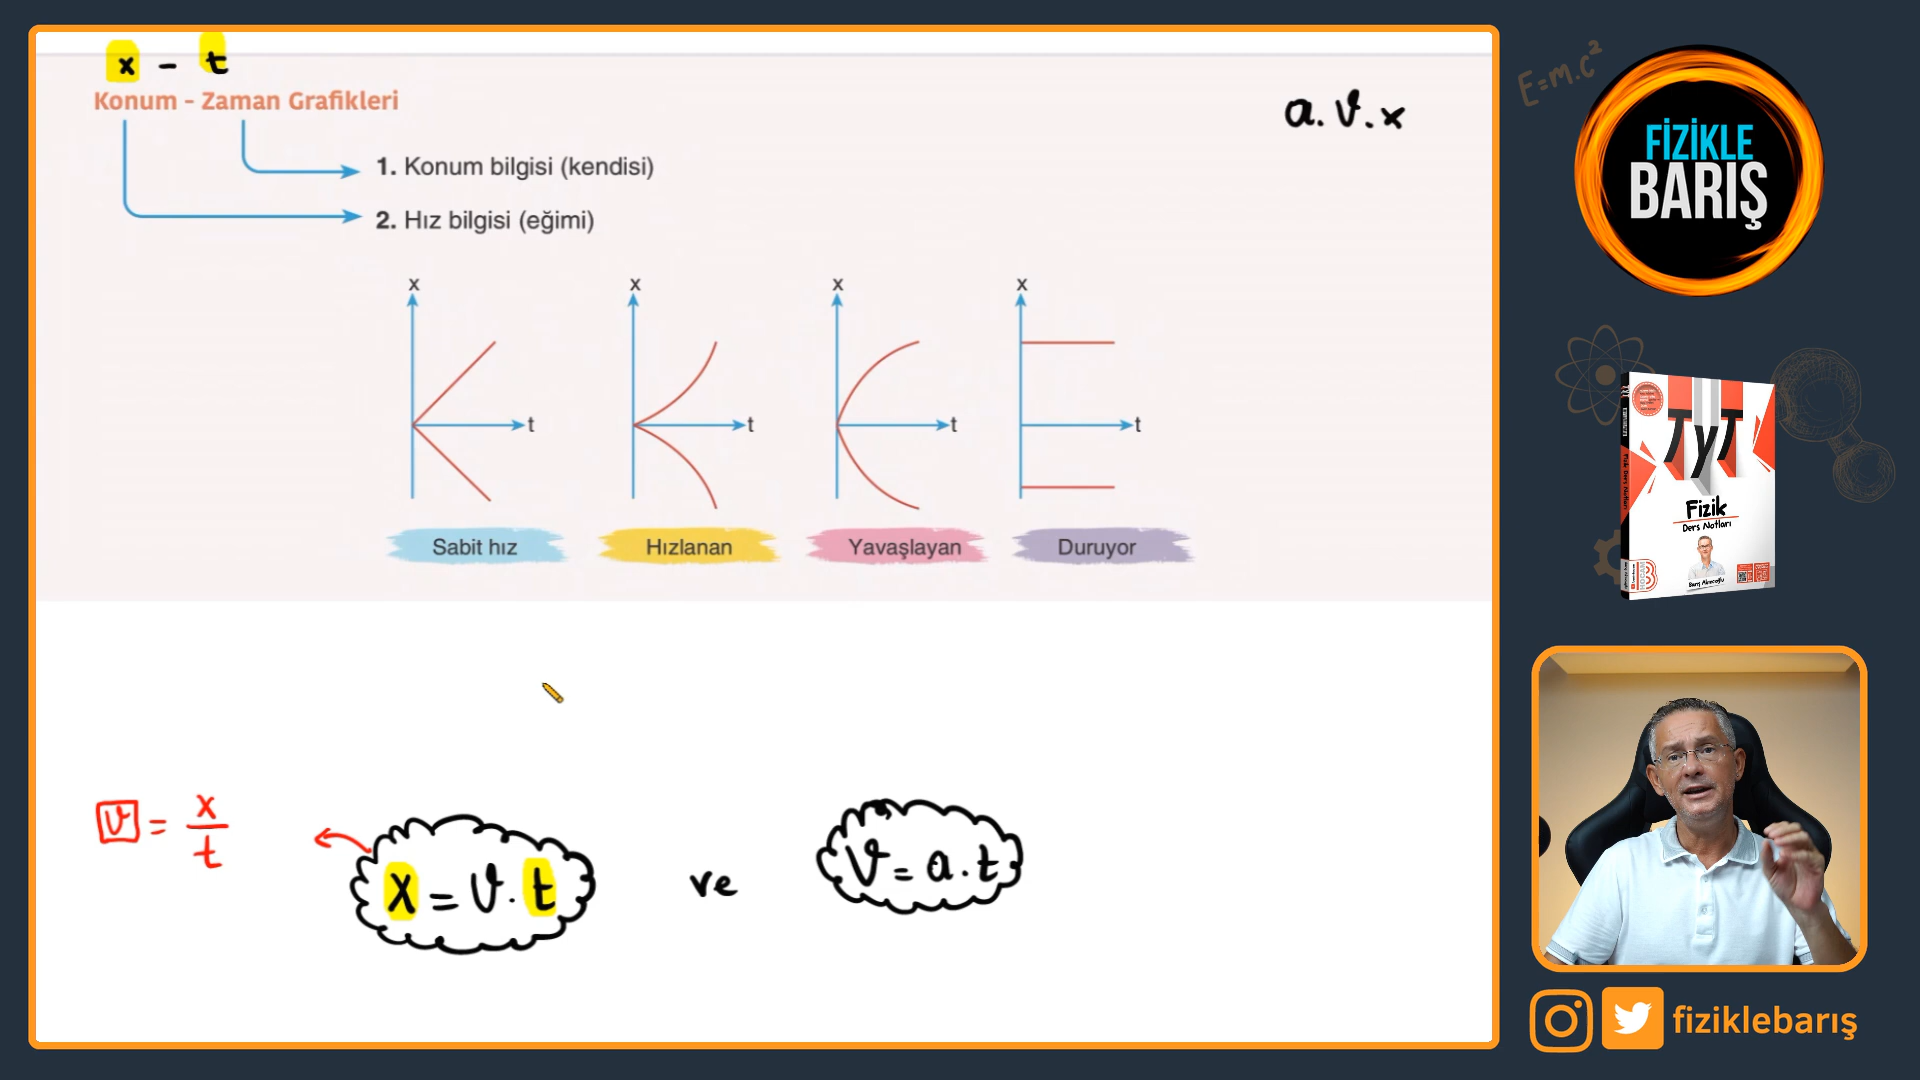 x - t
Konum - Zaman Grafikleri
a. v. x
1. Konum bilgisi (kendisi)
2. Hız bilgisi (eğimi)
x
t
x
t
x
t
x
t
Sabit hız
Hızlanan
Yavaşlayan
Duruyor
v = x / t
x = v . t
ve
v = a . t
E=m.c²
FİZİKLE
BARIŞ
TYT
Fizik
Ders Notları
fiziklebarış